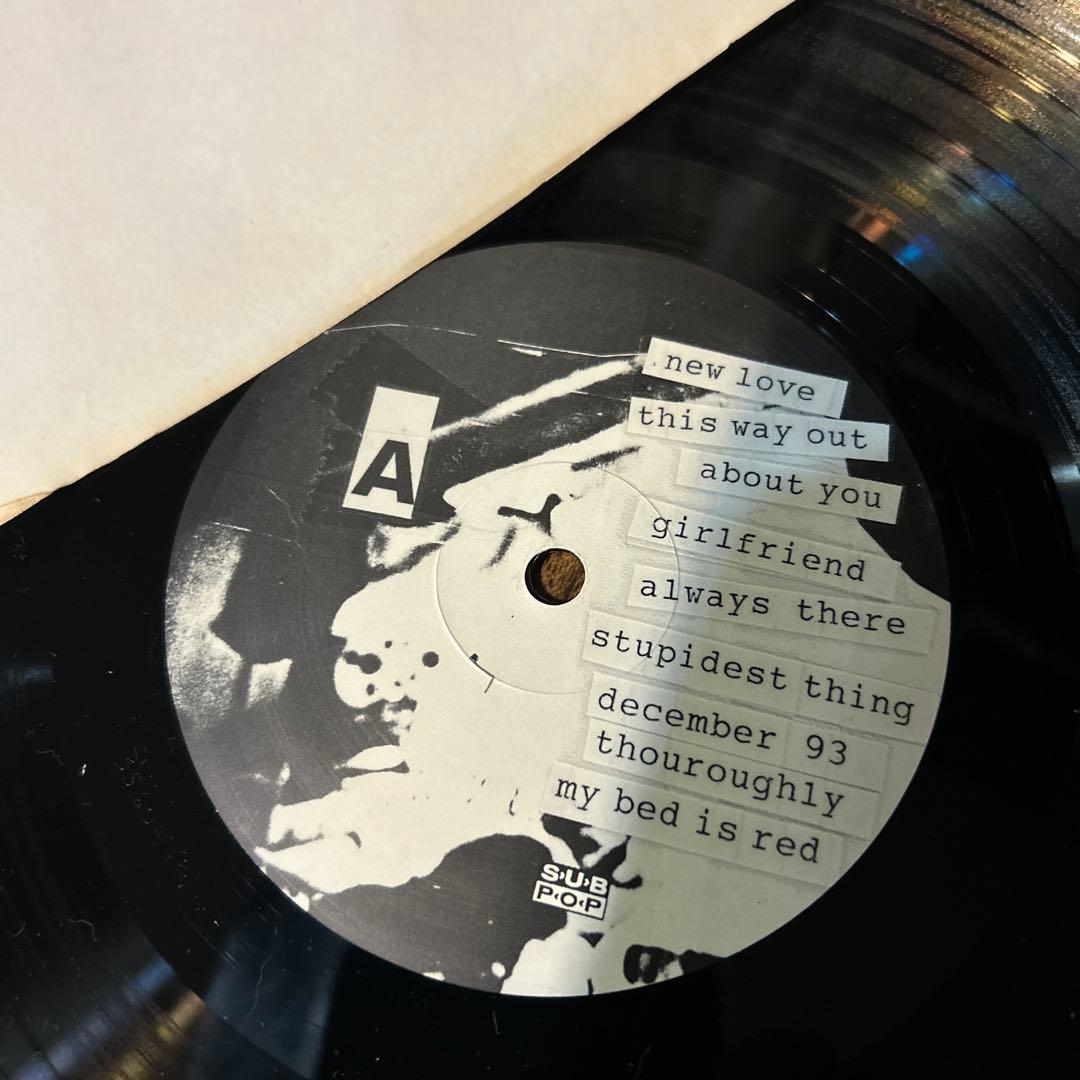 A
new love
this way out
about you
girlfriend
always there
stupidest thing
december 93
thouroughly
my bed is red
SUB
POP